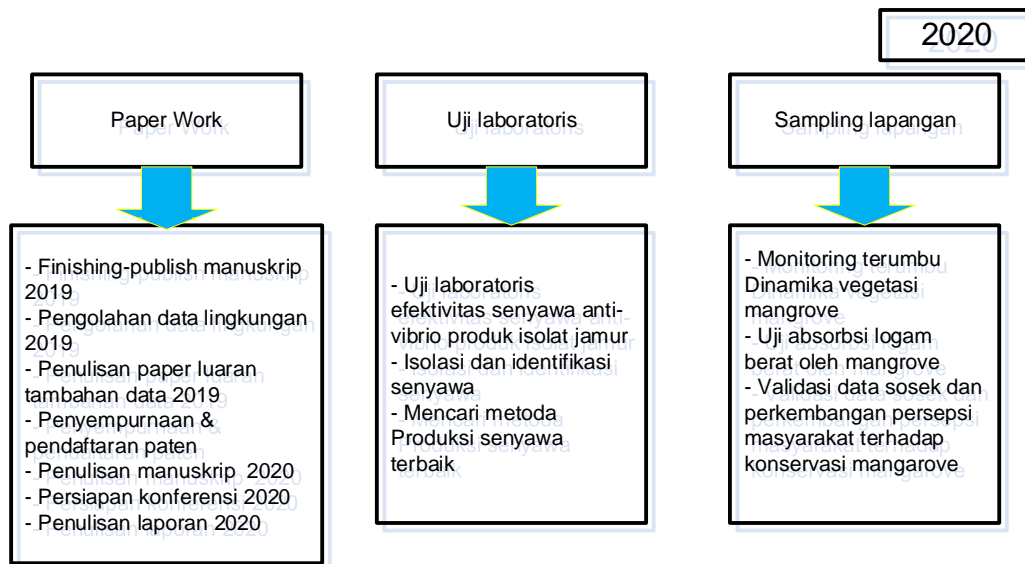 2020
Paper Work
Uji laboratoris
Sampling lapangan
- Finishing-publish manuskrip
2019
- Pengolahan data lingkungan
2019
- Penulisan paper luaran
tambahan data 2019
- Penyempurnaan &
pendaftaran paten
- Penulisan manuskrip  2020
- Persiapan konferensi 2020
- Penulisan laporan 2020
- Uji laboratoris
efektivitas senyawa anti-
vibrio produk isolat jamur
- Isolasi dan identifikasi
senyawa
- Mencari metoda
Produksi senyawa
terbaik
- Monitoring terumbu
Dinamika vegetasi
mangrove
- Uji absorbsi logam
berat oleh mangrove
- Validasi data sosek dan
perkembangan persepsi
masyarakat terhadap
konservasi mangarove